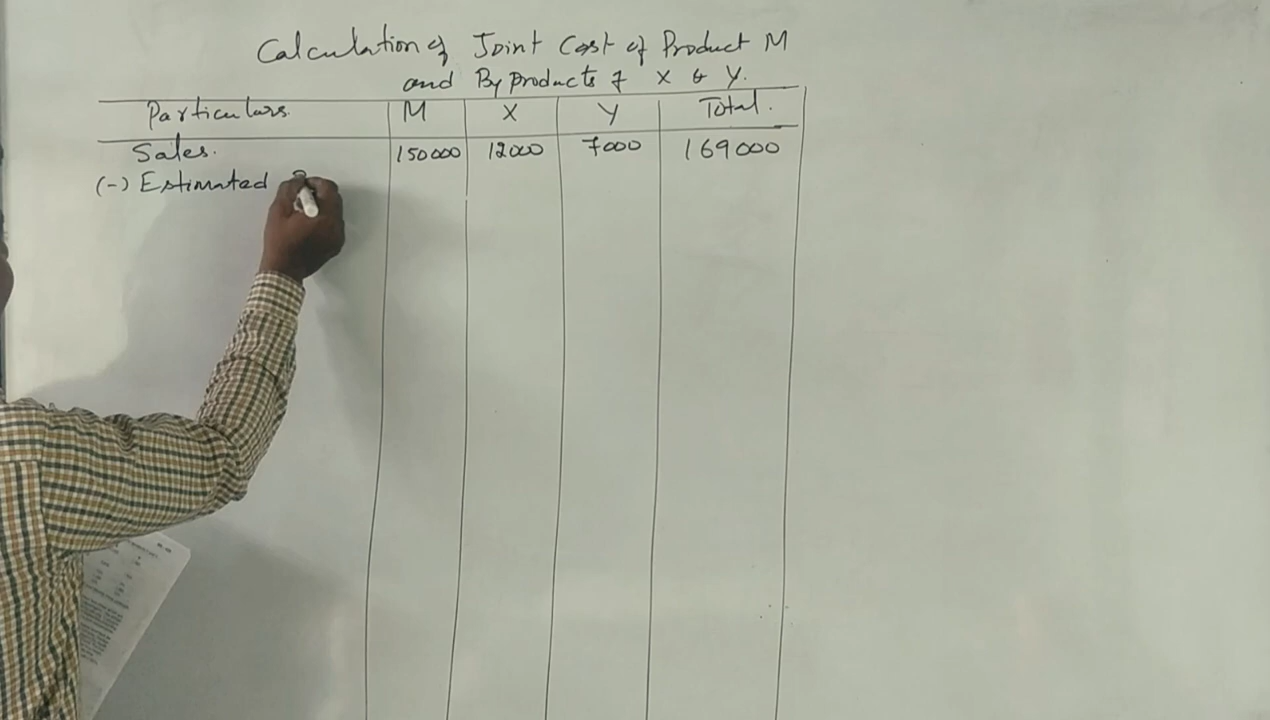 Calculation of Joint Cost of Product M
and By products of X & Y.
Particulars. M X Y Total.
Sales. 150000 12000 7000 169000
(-) Estimated